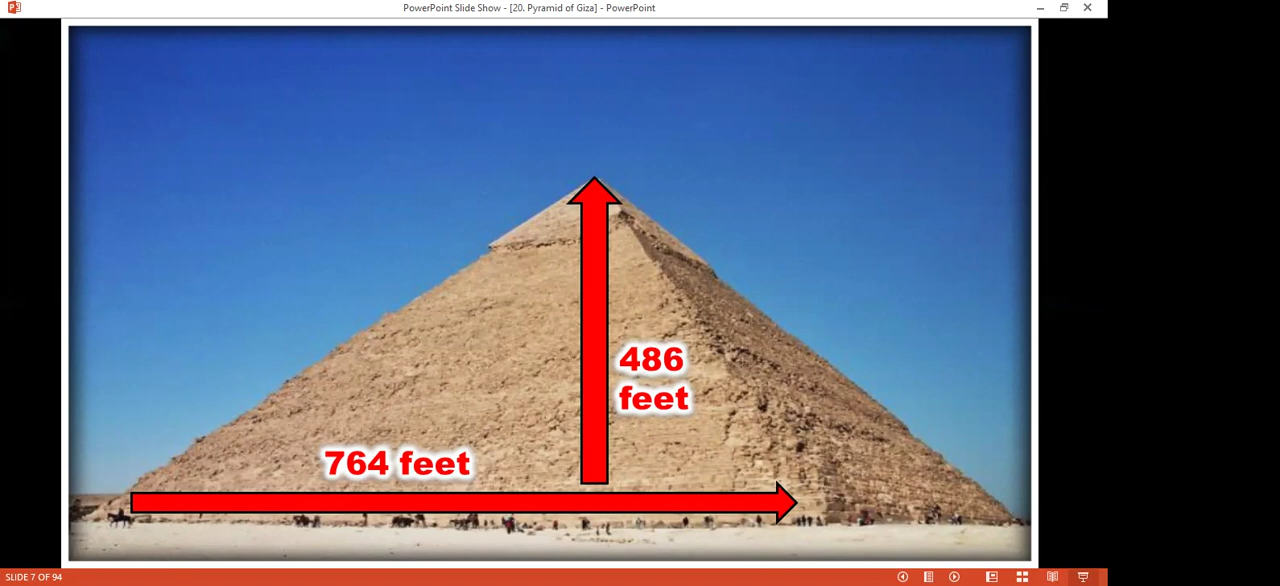 PowerPoint Slide Show - [20. Pyramid of Giza] - PowerPoint
486
feet
764 feet
SLIDE 7 OF 94